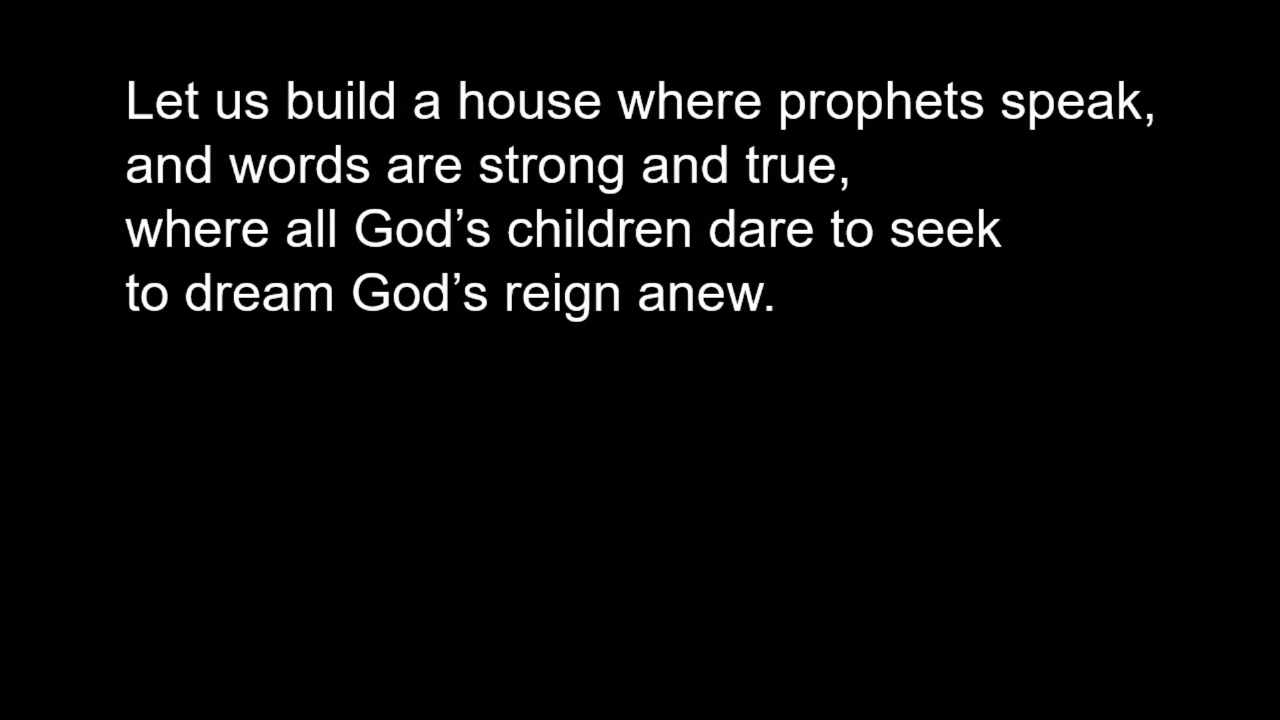 Let us build a house where prophets speak,
and words are strong and true,
where all God’s children dare to seek
to dream God’s reign anew.